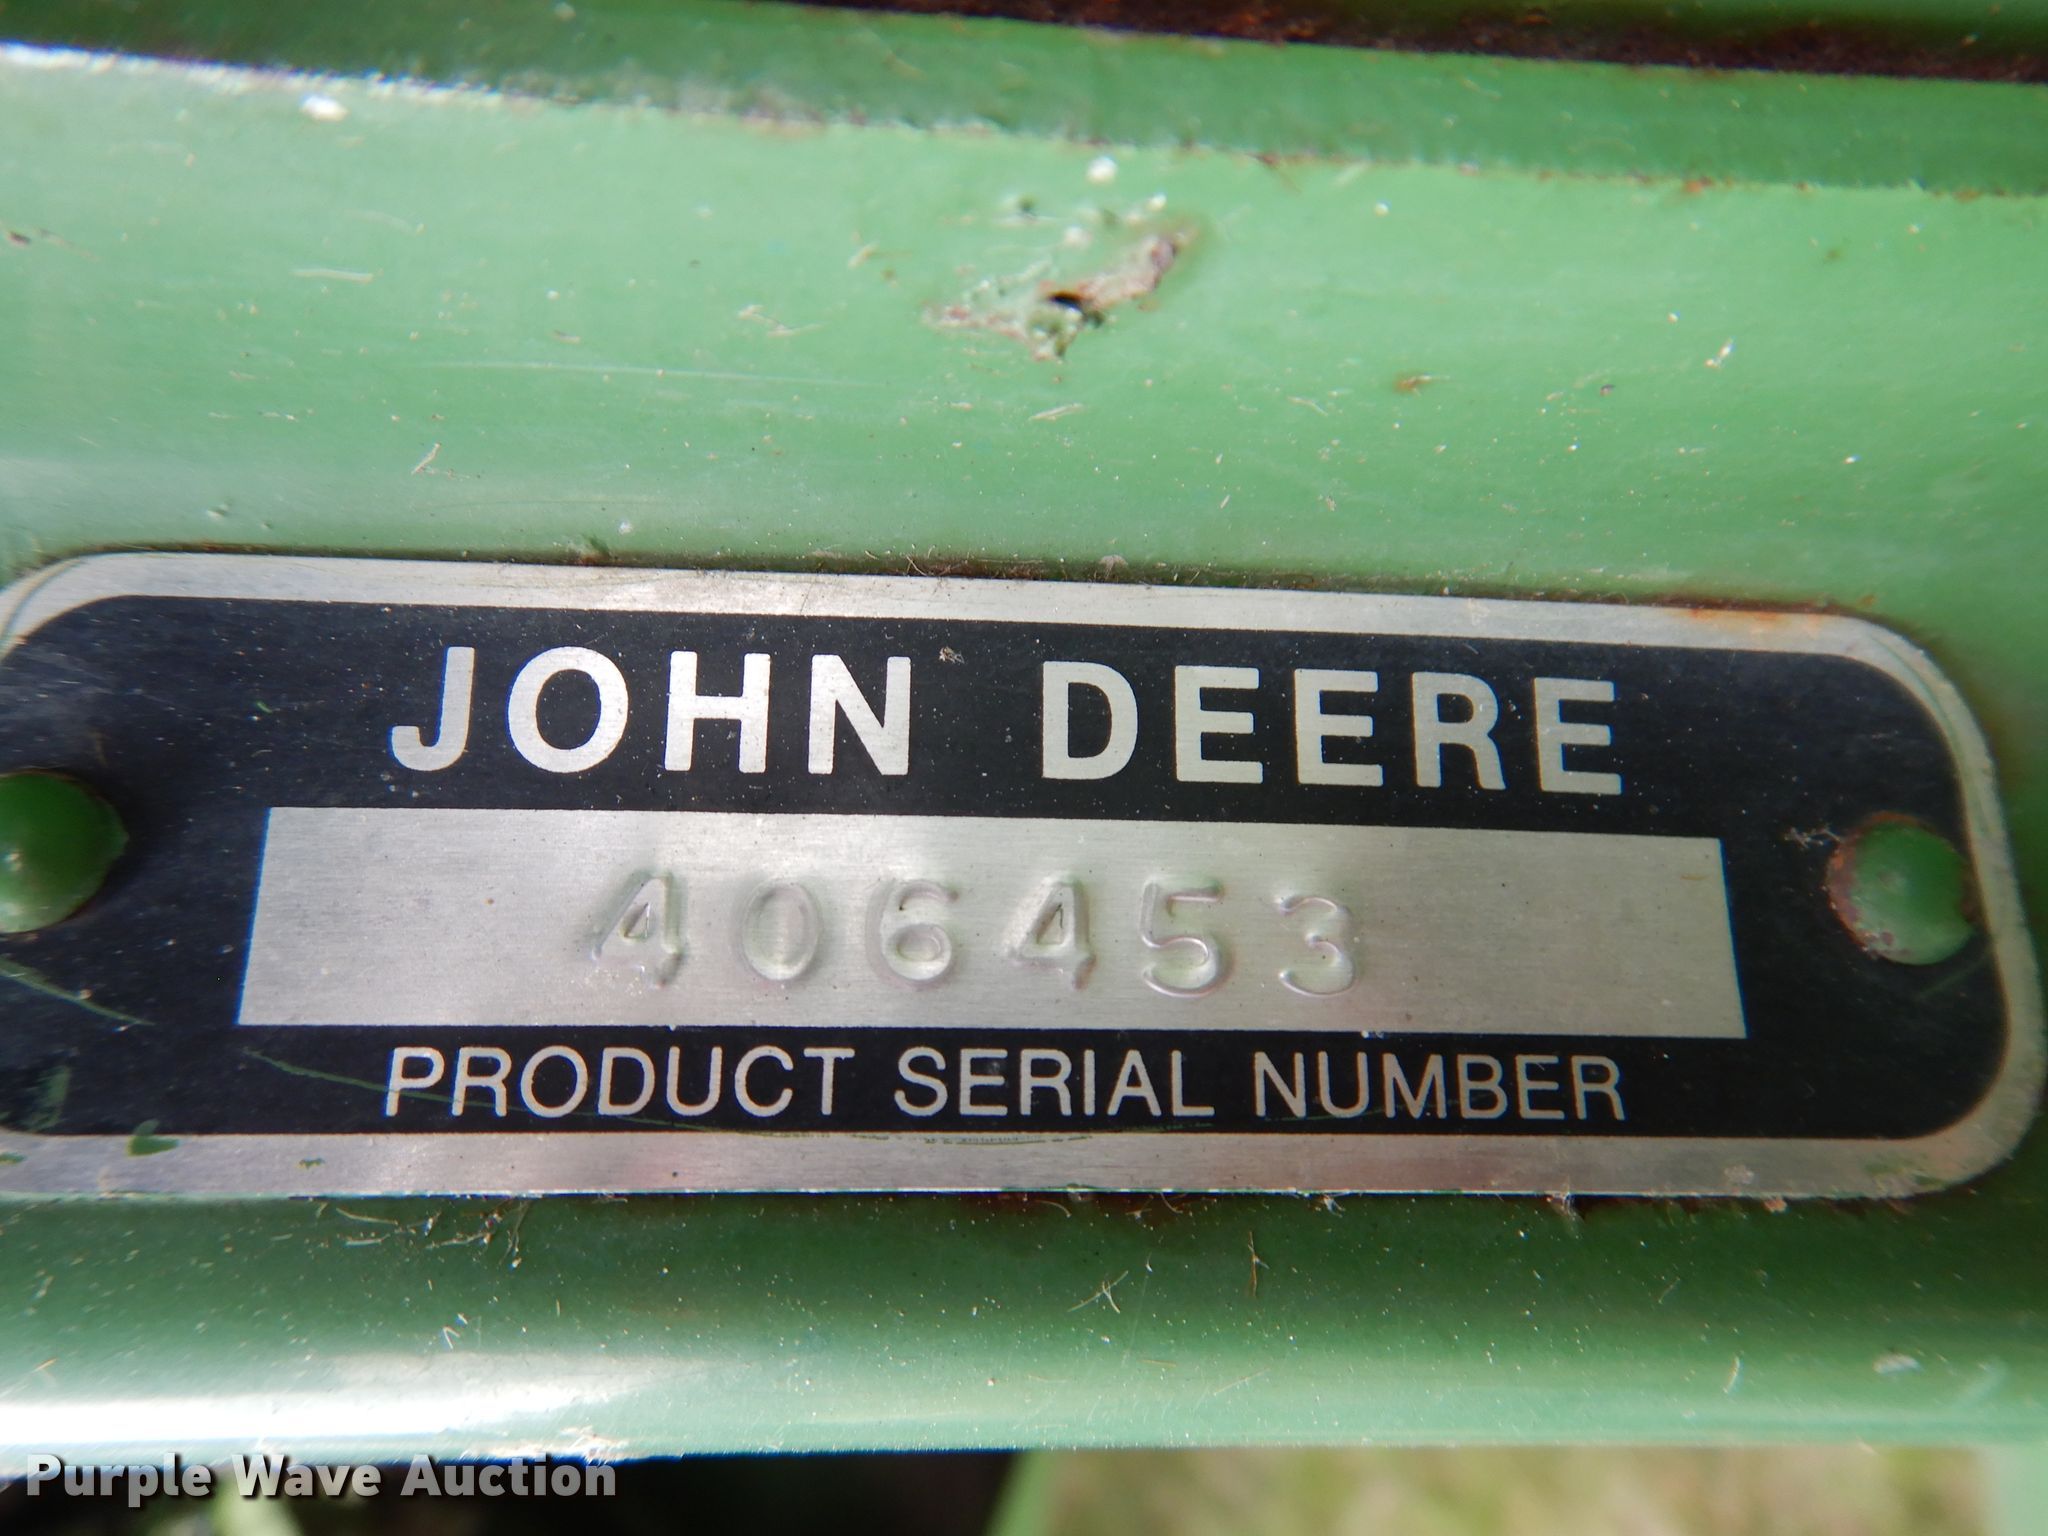 JOHN DEERE
406453
PRODUCT SERIAL NUMBER
Purple Wave Auction